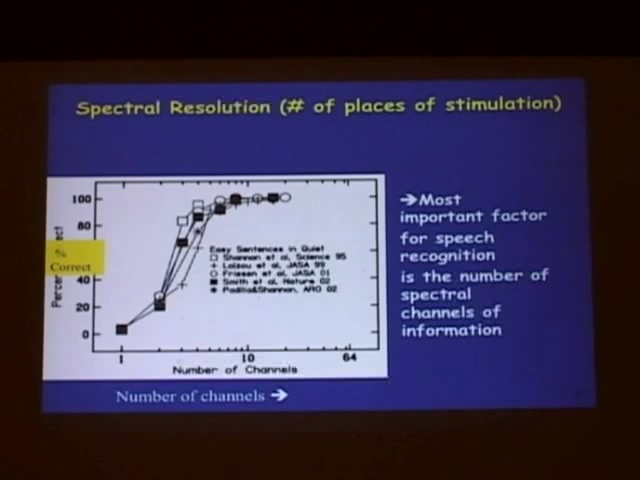 Spectral Resolution (# of places of stimulation)
100
80
40
20
0
%
Correct
Easy Sentences in Quiet
Shannon et al, Science 95
Loizou et al, JASA 99
Friesen et al, JASA 01
Smith et al, Nature 02
Padilla&Shannon, ARO 02
1
10
64
Number of Channels
Number of channels →
→Most
important factor
for speech
recognition
is the number of
spectral
channels of
information